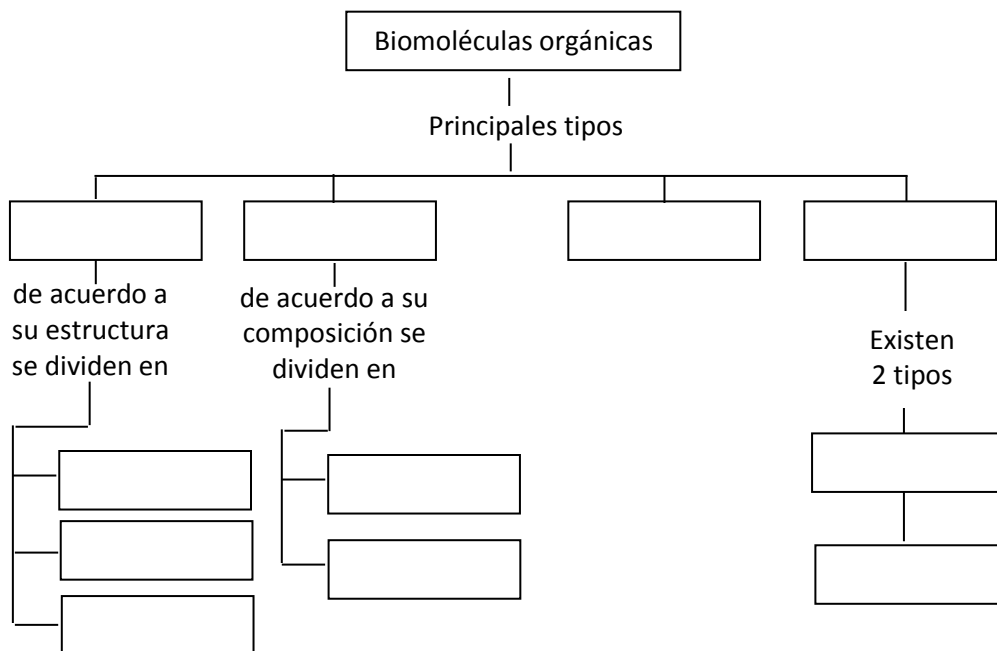 Biomoléculas orgánicas
Principales tipos
de acuerdo a
su estructura
se dividen en
de acuerdo a su
composición se
dividen en
Existen
2 tipos